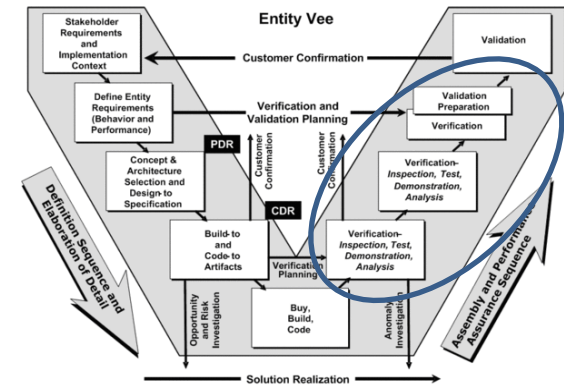 Entity Vee
Stakeholder
Requirements
and
Implementation
Context
Customer Confirmation
Validation
Define Entity
Requirements
(Behavior and
Performance)
Verification and
Validation Planning
Validation
Preparation
Verification
PDR
Customer
Confirmation
Customer
Confirmation
Concept &
Architecture
Selection and
Design-to
Specification
Verification-
Inspection, Test,
Demonstration,
Analysis
CDR
Build-to
and
Code-to
Artifacts
Verification
Planning
Verification-
Inspection, Test,
Demonstration,
Analysis
Definition Sequence and
Elaboration of Detail
Assembly and Performance
Assurance Sequence
Opportunity
and Risk
Investigation
Buy,
Build,
Code
Anomaly
Investigation
Solution Realization